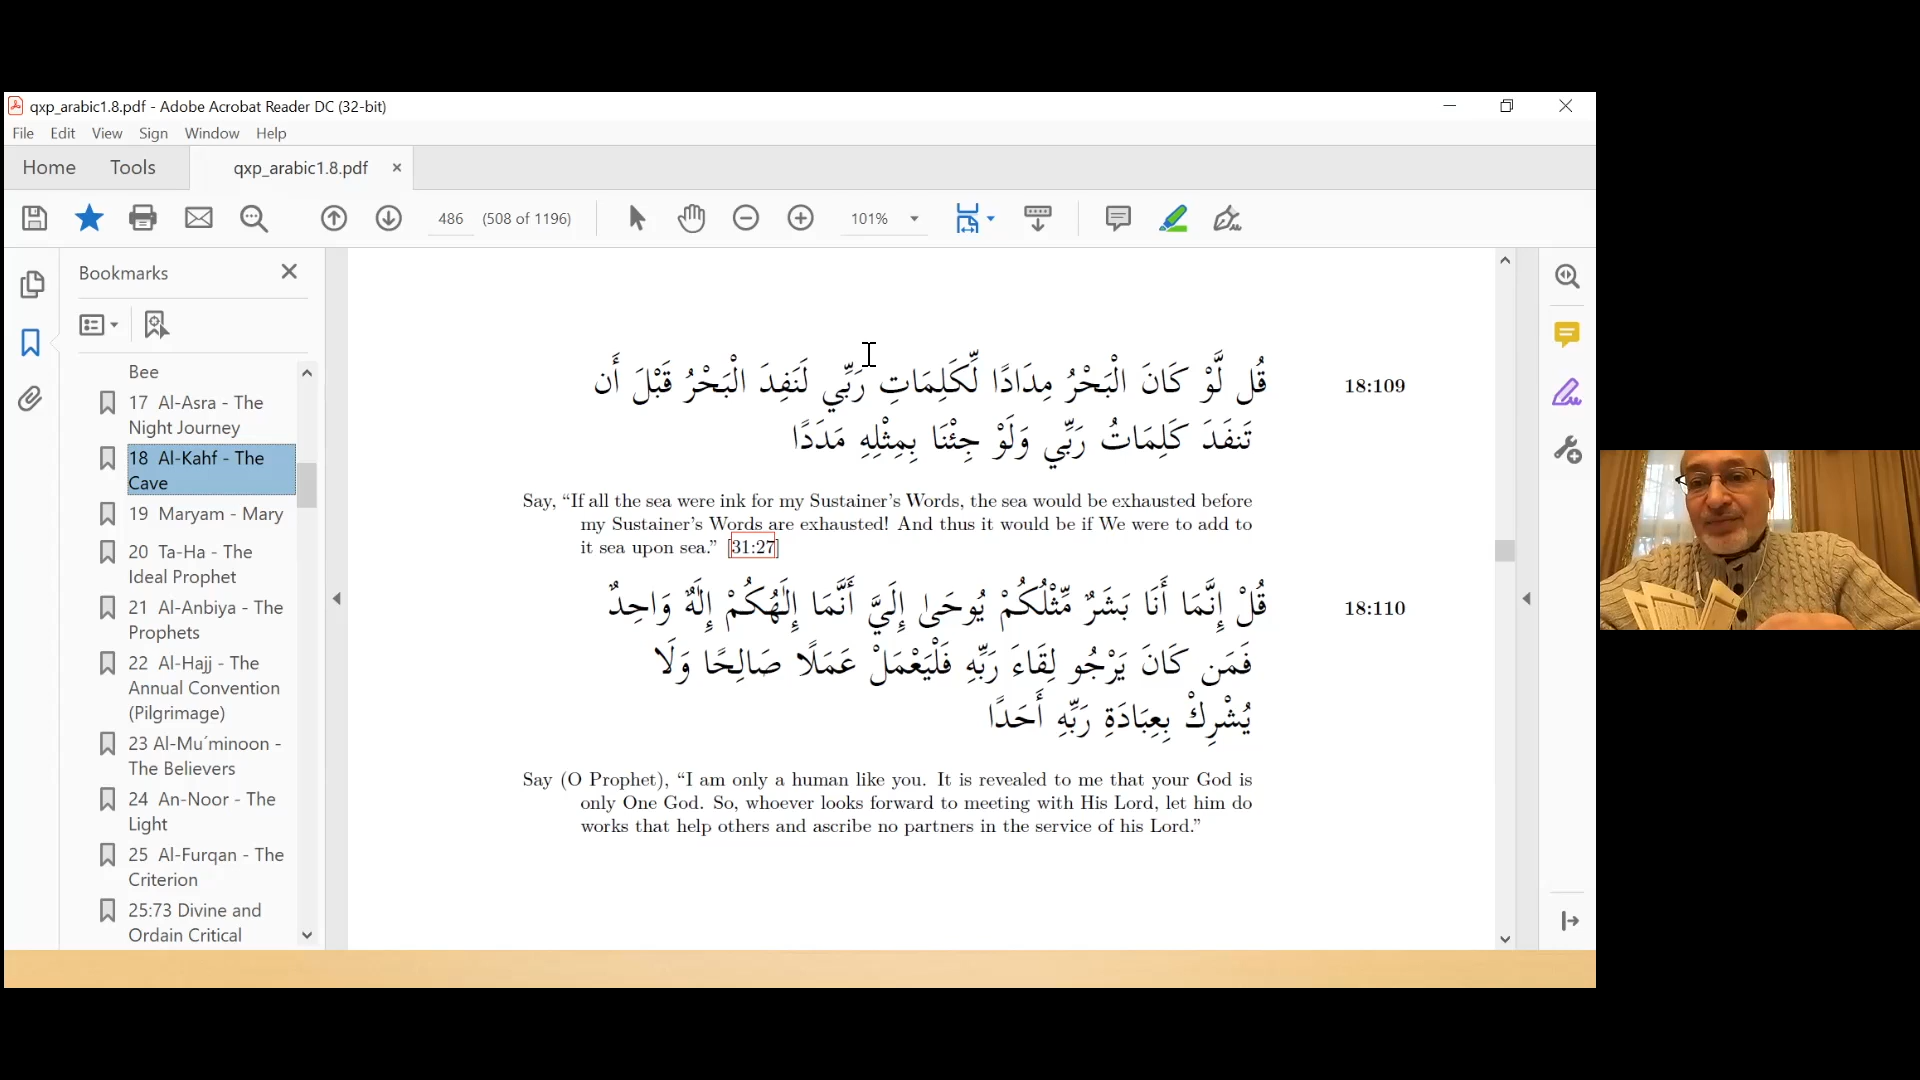 qxp_arabic1.8.pdf - Adobe Acrobat Reader DC (32-bit)
File Edit View Sign Window Help
Home Tools qxp_arabic1.8.pdf
486 (508 of 1196) 101%
Bookmarks
Bee
17 Al-Asra - The
Night Journey
18 Al-Kahf - The
Cave
19 Maryam - Mary
20 Ta-Ha - The
Ideal Prophet
21 Al-Anbiya - The
Prophets
22 Al-Hajj - The
Annual Convention
(Pilgrimage)
23 Al-Mu´minoon -
The Believers
24 An-Noor - The
Light
25 Al-Furqan - The
Criterion
25:73 Divine and
Ordain Critical
18:109 قُل لَّوْ كَانَ الْبَحْرُ مِدَادًا لِّكَلِمَاتِ رَبِّي لَنَفِدَ الْبَحْرُ قَبْلَ أَن
تَنفَدَ كَلِمَاتُ رَبِّي وَلَوْ جِئْنَا بِمِثْلِهِ مَدَدًا
Say, “If all the sea were ink for my Sustainer’s Words, the sea would be exhausted before
my Sustainer’s Words are exhausted! And thus it would be if We were to add to
it sea upon sea.” [31:27]
18:110 قُلْ إِنَّمَا أَنَا بَشَرٌ مِّثْلُكُمْ يُوحَىٰ إِلَيَّ أَنَّمَا إِلَٰهُكُمْ إِلَٰهٌ وَاحِدٌ
فَمَن كَانَ يَرْجُو لِقَاءَ رَبِّهِ فَلْيَعْمَلْ عَمَلًا صَالِحًا وَلَا
يُشْرِكْ بِعِبَادَةِ رَبِّهِ أَحَدًا
Say (O Prophet), “I am only a human like you. It is revealed to me that your God is
only One God. So, whoever looks forward to meeting with His Lord, let him do
works that help others and ascribe no partners in the service of his Lord.”